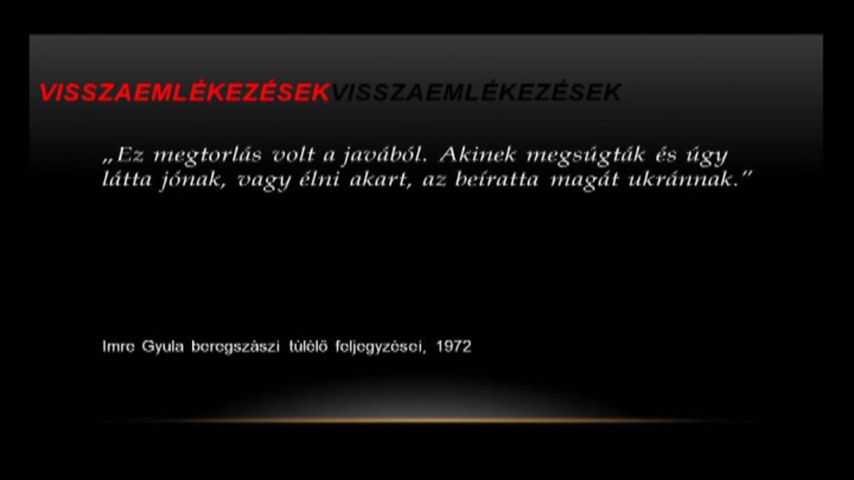 VISSZAEMLÉKEZÉSEKVISSZAEMLÉKEZÉSEK
„Ez megtorlás volt a javából. Akinek megsúgták és úgy
látta jónak, vagy élni akart, az beíratta magát ukránnak.”
Imre Gyula beregszászi túlélő feljegyzései, 1972